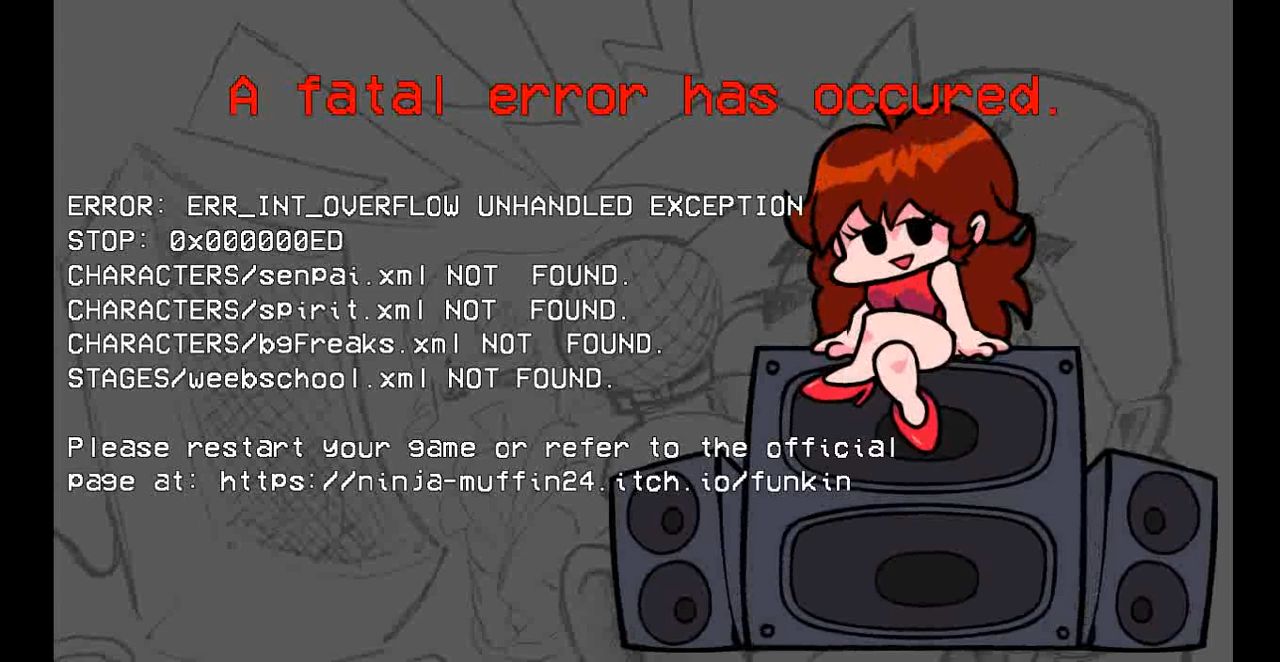 A fatal error has occured.
ERROR: ERR_INT_OVERFLOW UNHANDLED EXCEPTION
STOP: 0x000000ED
CHARACTERS/senpai.xml NOT FOUND.
CHARACTERS/spirit.xml NOT FOUND.
CHARACTERS/bgFreaks.xml NOT FOUND.
STAGES/weebschool.xml NOT FOUND.
Please restart your game or refer to the official
page at: https://ninja-muffin24.itch.io/funkin